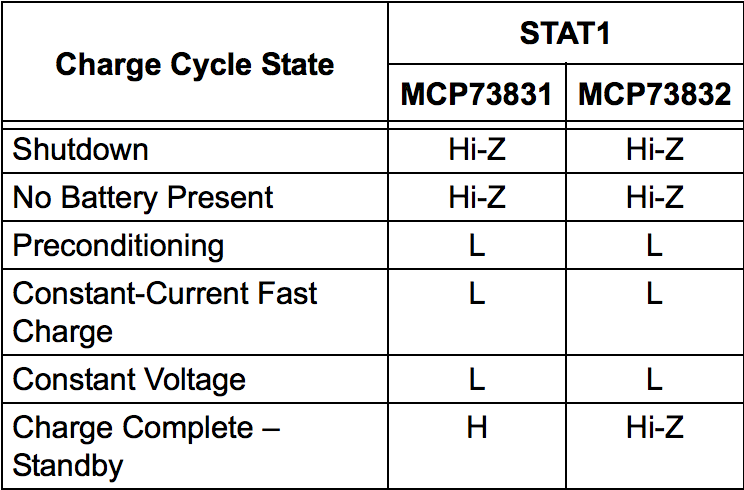 Charge Cycle State
STAT1
MCP73831 MCP73832
Shutdown Hi-Z Hi-Z
No Battery Present Hi-Z Hi-Z
Preconditioning L L
Constant-Current Fast
Charge L L
Constant Voltage L L
Charge Complete –
Standby H Hi-Z